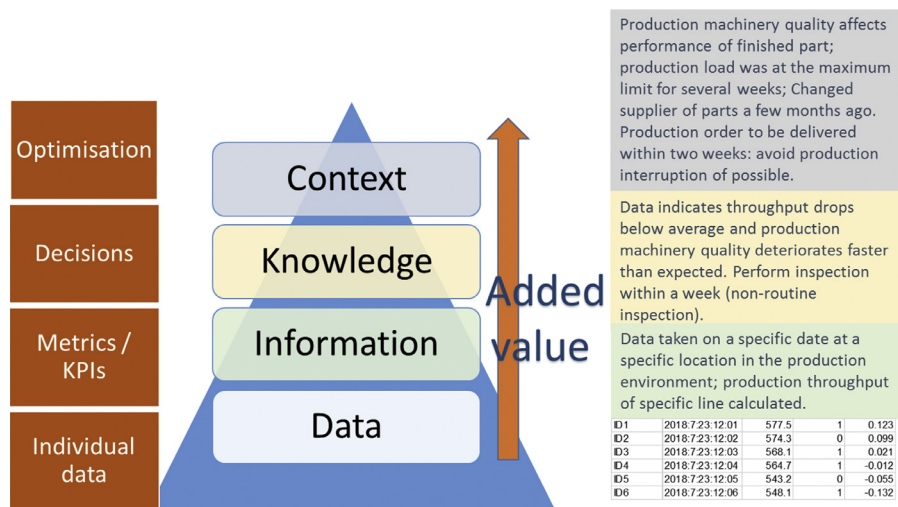 Optimisation
Decisions
Metrics /
KPIs
Individual
data
Context
Knowledge
Information
Data
Added
value
Production machinery quality affects
performance of finished part;
production load was at the maximum
limit for several weeks; Changed
supplier of parts a few months ago.
Production order to be delivered
within two weeks: avoid production
interruption of possible.
Data indicates throughput drops
below average and production
machinery quality deteriorates faster
than expected. Perform inspection
within a week (non-routine
inspection).
Data taken on a specific date at a
specific location in the production
environment; production throughput
of specific line calculated.
ID1 2018:7:23:12:01 577.5 1 0.123
ID2 2018:7:23:12:02 574.3 0 0.099
ID3 2018:7:23:12:03 568.1 1 0.021
ID4 2018:7:23:12:04 564.7 1 -0.012
ID5 2018:7:23:12:05 543.2 0 -0.055
ID6 2018:7:23:12:06 548.1 1 -0.132